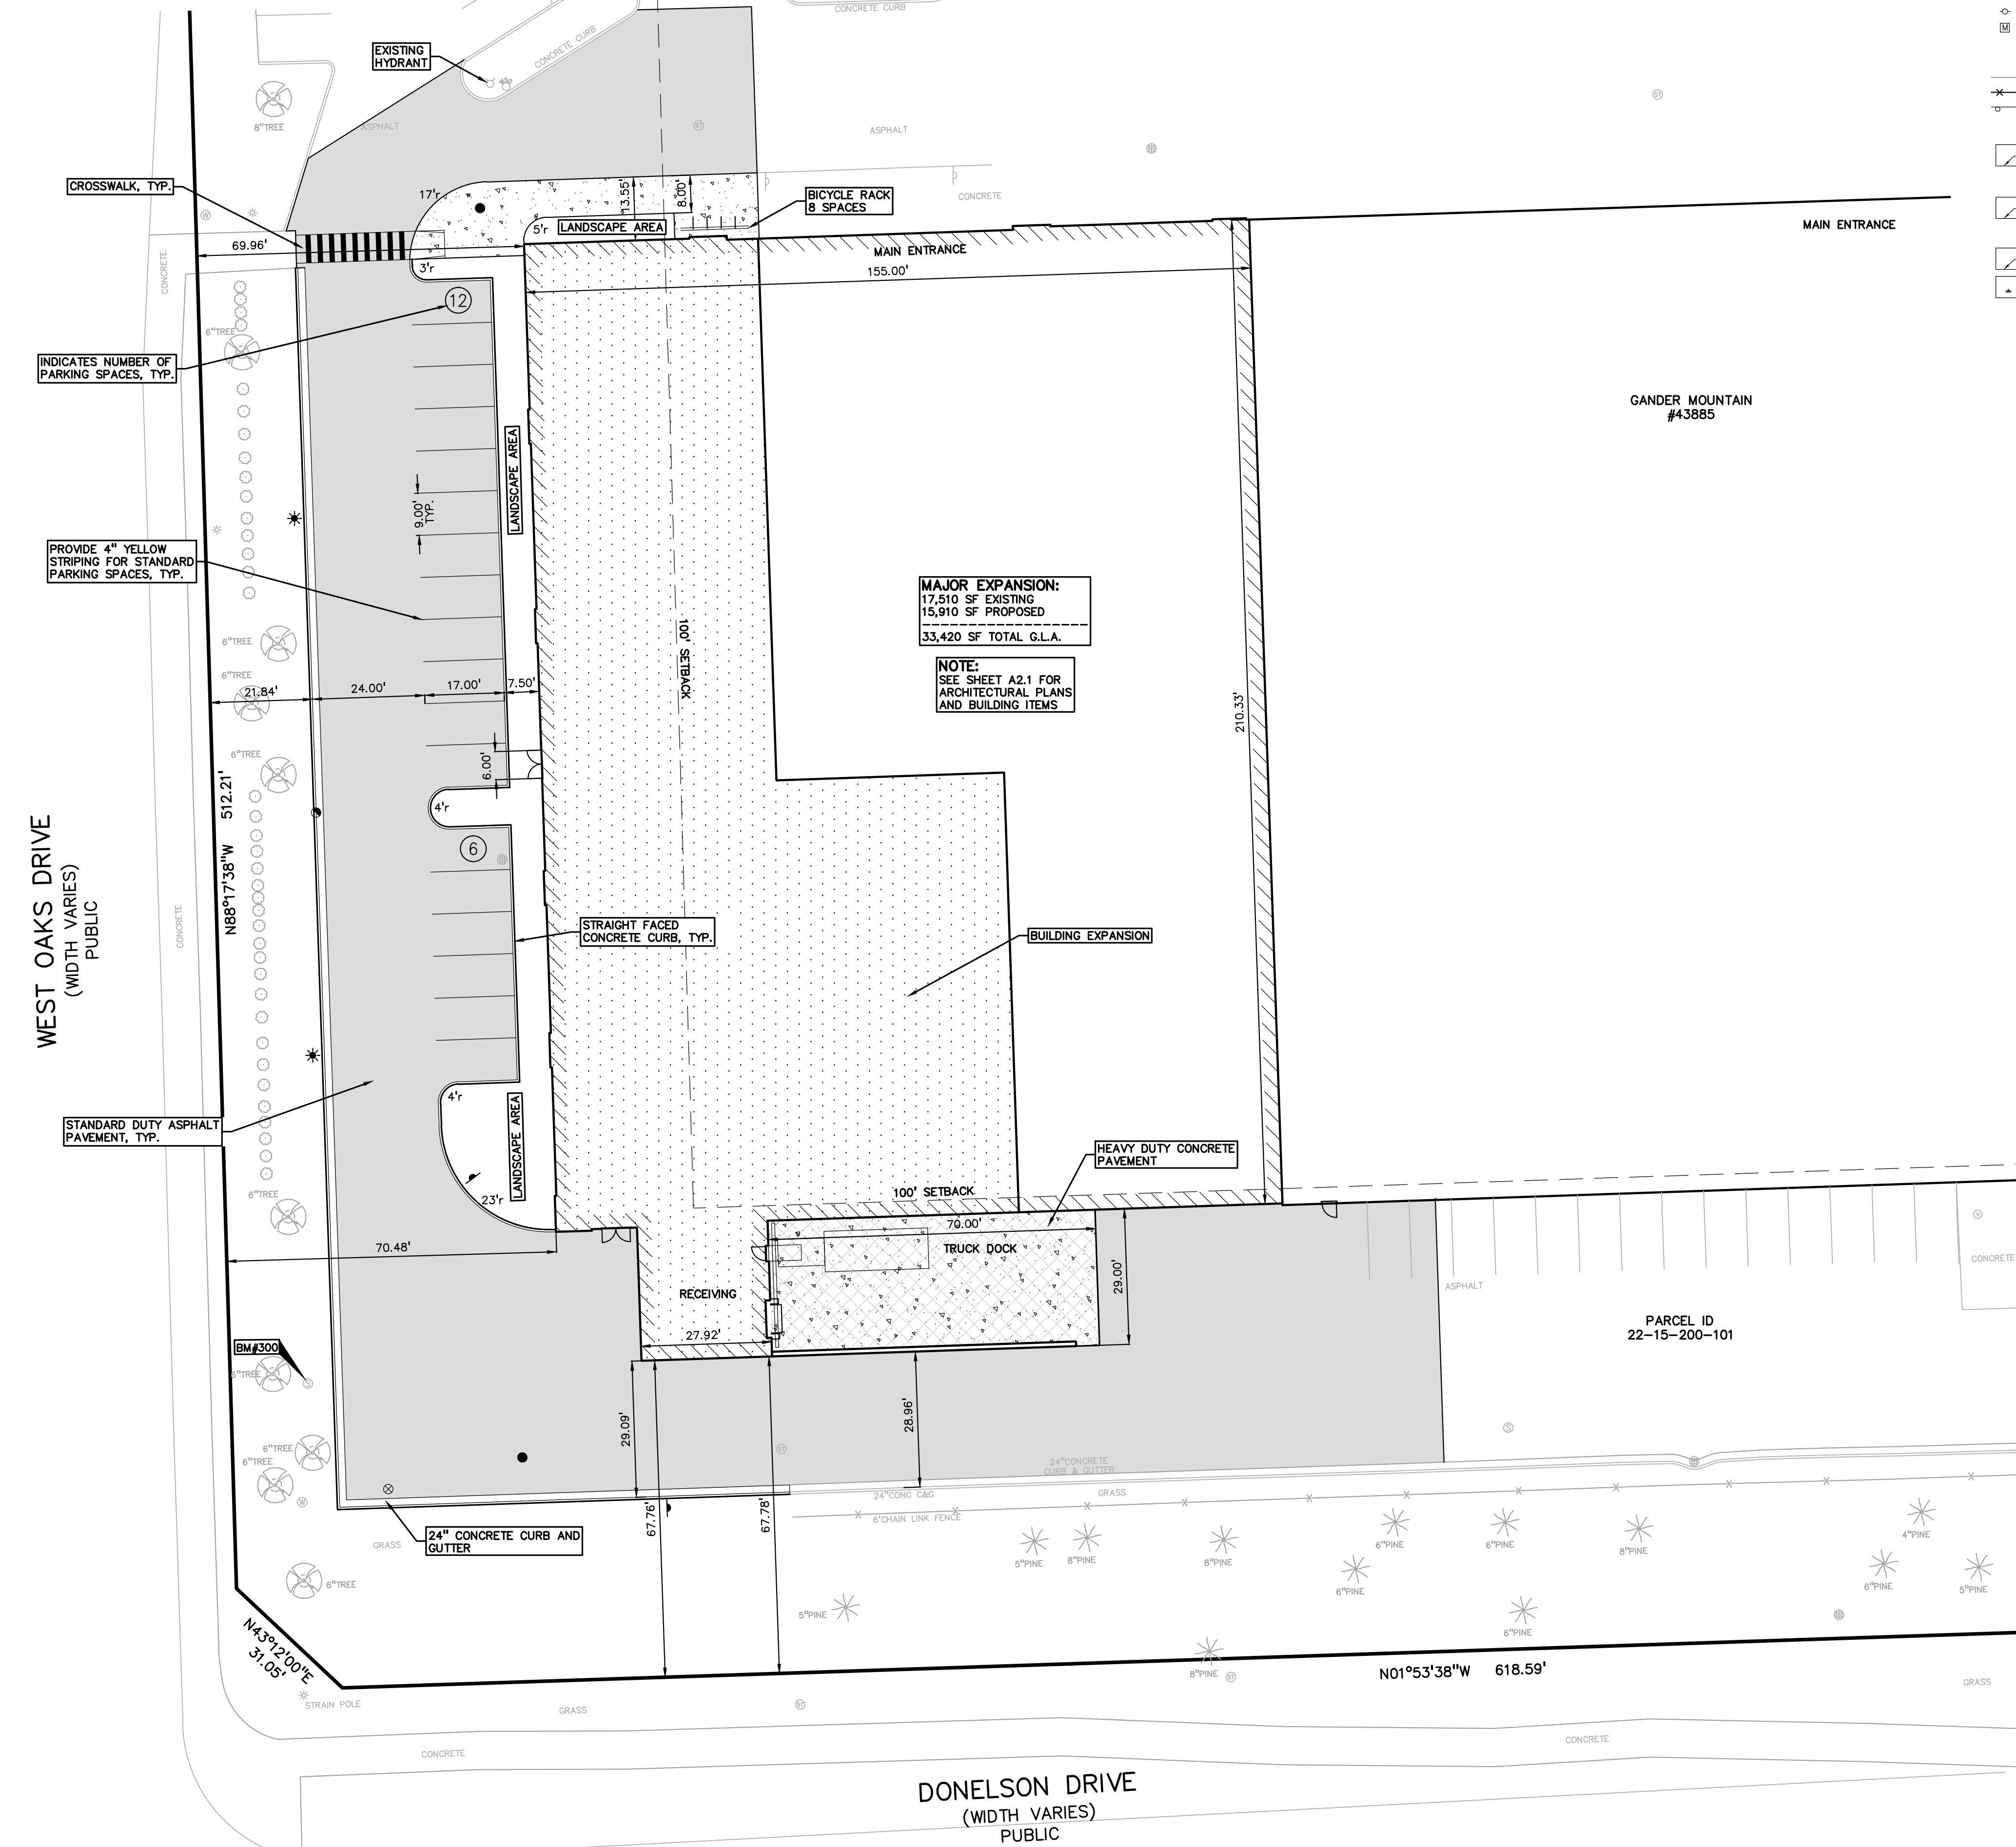 CONCRETE CURB
EXISTING
HYDRANT
CONCRETE CURB
M
8"TREE
ASPHALT
ST
ASPHALT
ST
CROSSWALK, TYP.
17'r
13.55'
8.00'
BICYCLE RACK
8 SPACES
CONCRETE
W
5'r
LANDSCAPE AREA
69.96'
MAIN ENTRANCE
MAIN ENTRANCE
CONCRETE
3'r
155.00'
12
6"TREE
INDICATES NUMBER OF
PARKING SPACES, TYP.
GANDER MOUNTAIN
#43885
LANDSCAPE AREA
9.00'
TYP.
PROVIDE 4" YELLOW
STRIPING FOR STANDARD
PARKING SPACES, TYP.
MAJOR EXPANSION:
17,510 SF EXISTING
15,910 SF PROPOSED
33,420 SF TOTAL G.L.A.
100' SETBACK
6"TREE
NOTE:
SEE SHEET A2.1 FOR
ARCHITECTURAL PLANS
AND BUILDING ITEMS
6"TREE
21.84'
24.00'
17.00'
7.50'
210.33'
6"TREE
6.00'
N88°17'38"W 512.21'
4'r
6
WEST OAKS DRIVE
(WIDTH VARIES)
PUBLIC
CONCRETE
STRAIGHT FACED
CONCRETE CURB, TYP.
BUILDING EXPANSION
4'r
STANDARD DUTY ASPHALT
PAVEMENT, TYP.
LANDSCAPE AREA
HEAVY DUTY CONCRETE
PAVEMENT
6"TREE
23'r
100' SETBACK
70.00'
V
70.48'
TRUCK DOCK
CONCRETE
29.00'
ASPHALT
RECEIVING
PARCEL ID
22-15-200-101
27.92'
BM#300
6"TREE
S
29.09'
28.96'
S
6"TREE
6"TREE
ST
24"CONCRETE
CURB & GUTTER
W
24"CONC C&G
GRASS
67.76'
67.78'
6'CHAIN LINK FENCE
24" CONCRETE CURB AND
GUTTER
GRASS
5"PINE
8"PINE
8"PINE
6"PINE
6"PINE
8"PINE
4"PINE
6"TREE
6"PINE
6"PINE
5"PINE
5"PINE
6"PINE
N43°12'00"E
31.05'
8"PINE
ST
N01°53'38"W 618.59'
STRAIN POLE
GRASS
ST
GRASS
CONCRETE
CONCRETE
DONELSON DRIVE
(WIDTH VARIES)
PUBLIC